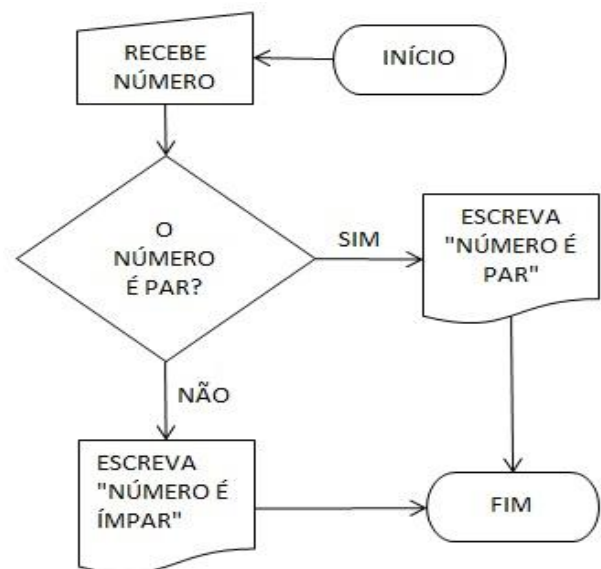 RECEBE
NÚMERO
INÍCIO
O
NÚMERO
É PAR?
SIM
ESCREVA
"NÚMERO É
PAR"
NÃO
ESCREVA
"NÚMERO É
ÍMPAR"
FIM